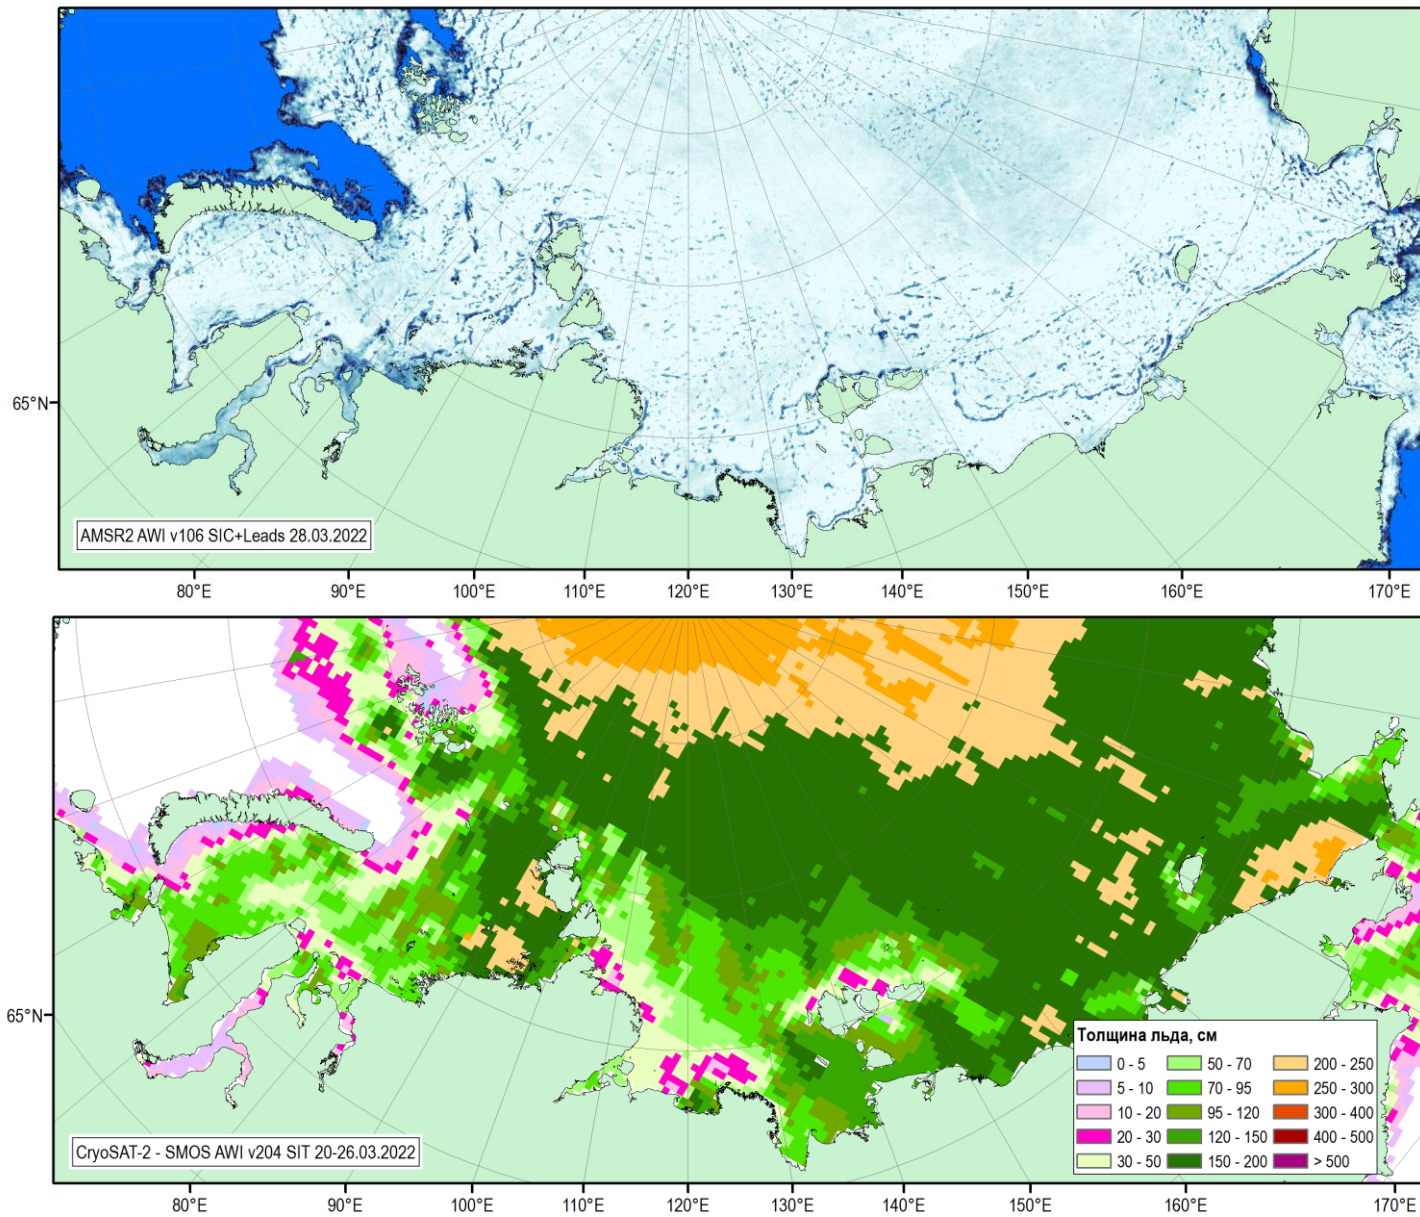 65°N
AMSR2 AWI v106 SIC+Leads 28.03.2022
80°E 90°E 100°E 110°E 120°E 130°E 140°E 150°E 160°E 170°E
65°N
Толщина льда, см
0 - 5 50 - 70 200 - 250
5 - 10 70 - 95 250 - 300
10 - 20 95 - 120 300 - 400
20 - 30 120 - 150 400 - 500
30 - 50 150 - 200 > 500
CryoSAT-2 - SMOS AWI v204 SIT 20-26.03.2022
80°E 90°E 100°E 110°E 120°E 130°E 140°E 150°E 160°E 170°E